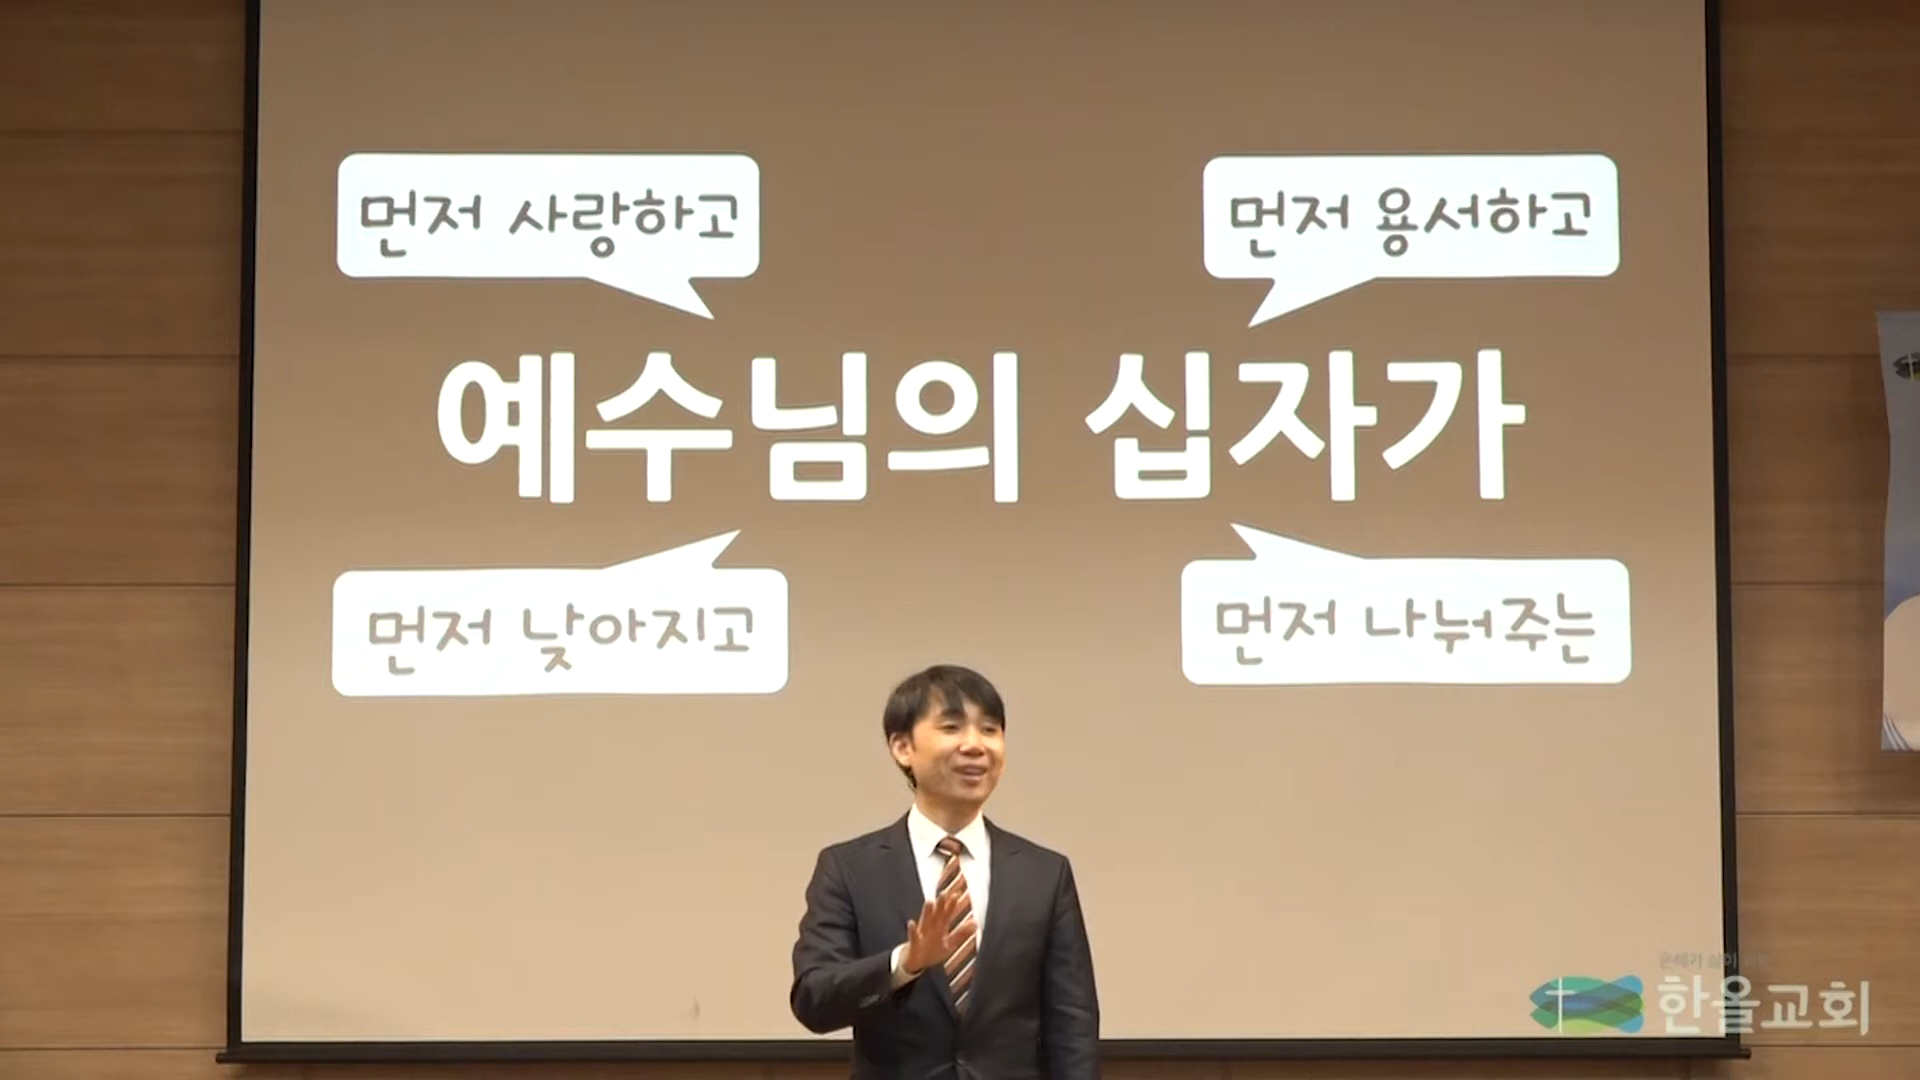 먼저 사랑하고
먼저 용서하고
예수님의 십자가
먼저 낮아지고
먼저 나눠주는
한울교회